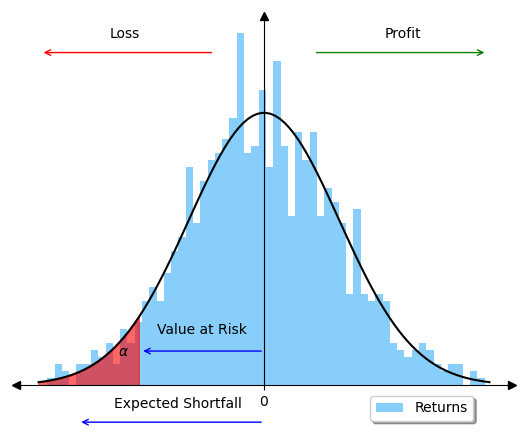 Loss
Profit
Value at Risk
α
0
Expected Shortfall
Returns